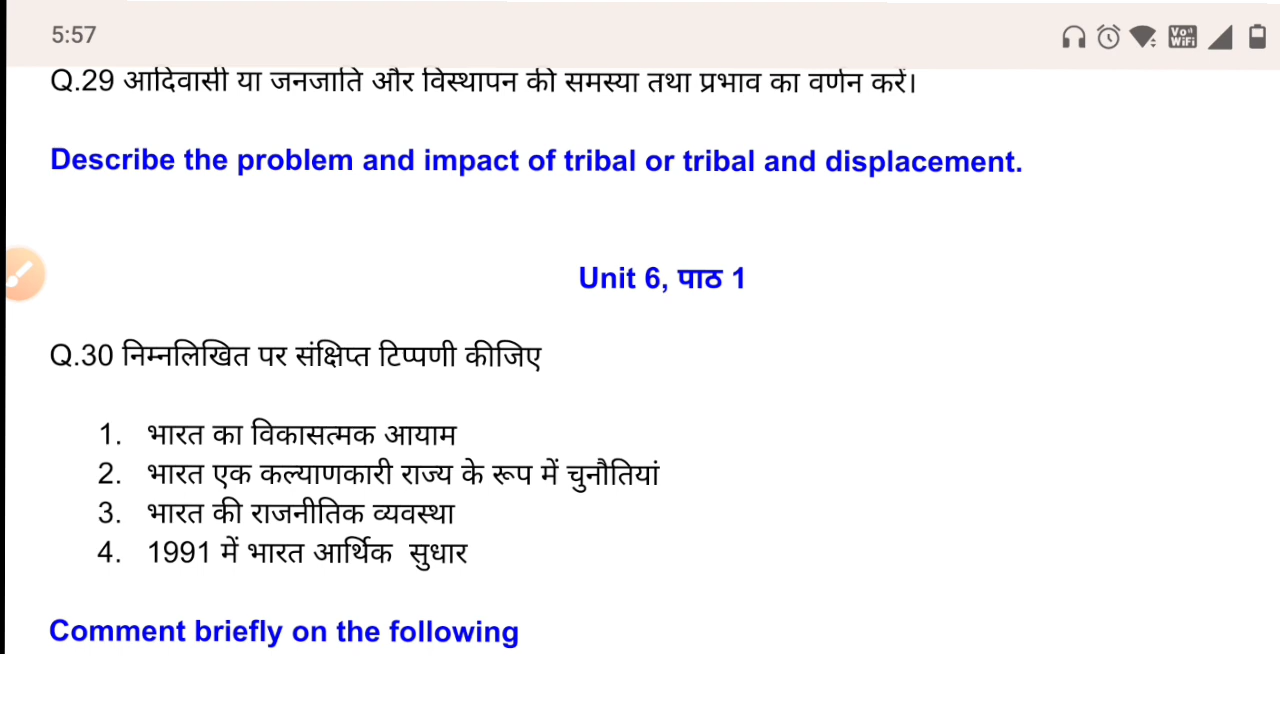 5:57
Vo)) WiFi
Q.29 आदिवासी या जनजाति और विस्थापन की समस्या तथा प्रभाव का वर्णन करें।
Describe the problem and impact of tribal or tribal and displacement.
Unit 6, पाठ 1
Q.30 निम्नलिखित पर संक्षिप्त टिप्पणी कीजिए
1. भारत का विकासत्मक आयाम
2. भारत एक कल्याणकारी राज्य के रूप में चुनौतियां
3. भारत की राजनीतिक व्यवस्था
4. 1991 में भारत आर्थिक सुधार
Comment briefly on the following